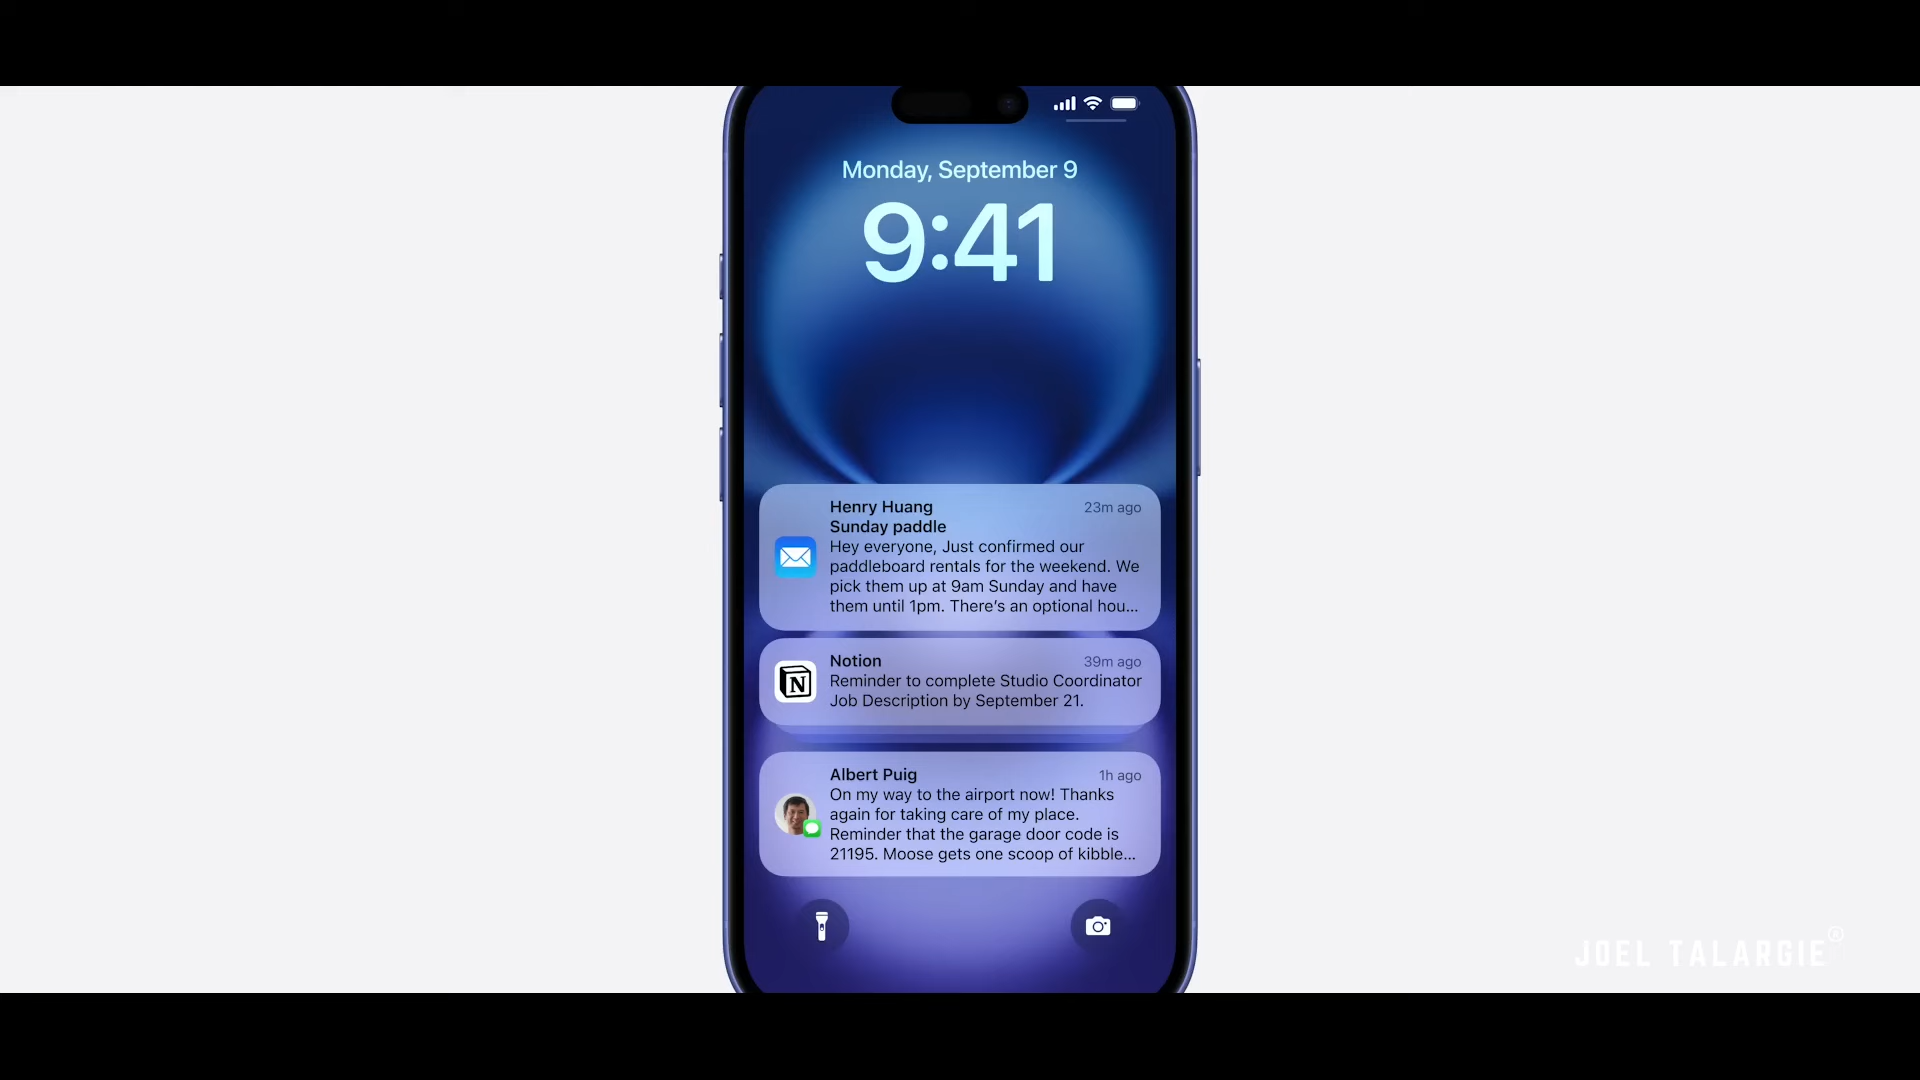 Monday, September 9
9:41
Henry Huang 23m ago
Sunday paddle
Hey everyone, Just confirmed our
paddleboard rentals for the weekend. We
pick them up at 9am Sunday and have
them until 1pm. There’s an optional hou...
Notion 39m ago
Reminder to complete Studio Coordinator
Job Description by September 21.
Albert Puig 1h ago
On my way to the airport now! Thanks
again for taking care of my place.
Reminder that the garage door code is
21195. Moose gets one scoop of kibble...
JOEL TALARGIE®